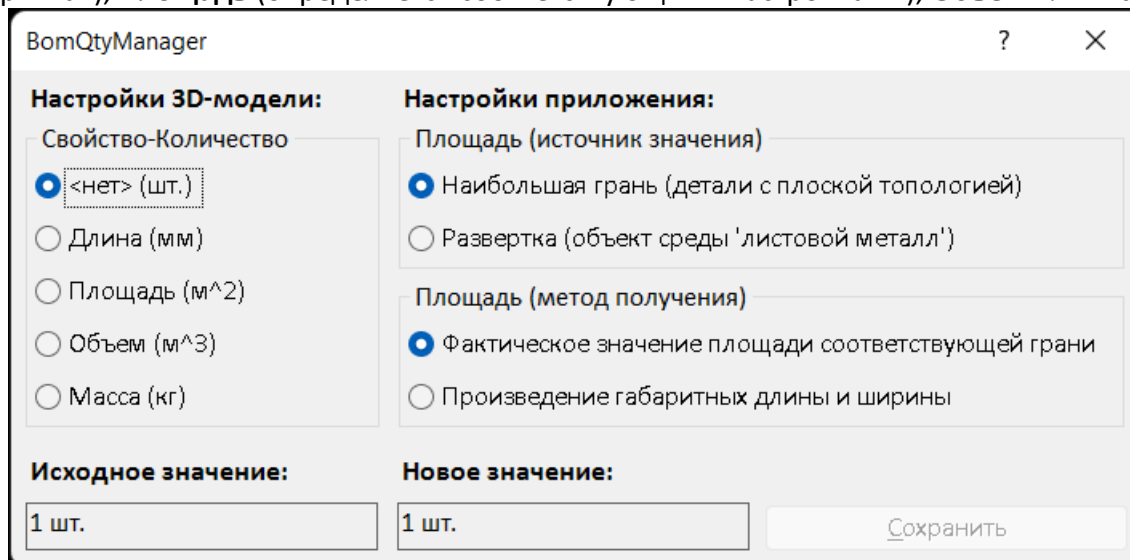 BomQtyManager ? ×
Настройки 3D-модели:
Свойство-Количество
<нет> (шт.)
Длина (мм)
Площадь (м^2)
Объем (м^3)
Масса (кг)
Настройки приложения:
Площадь (источник значения)
Наибольшая грань (детали с плоской топологией)
Развертка (объект среды 'листовой металл')
Площадь (метод получения)
Фактическое значение площади соответствующей грани
Произведение габаритных длины и ширины
Исходное значение:
1 шт.
Новое значение:
1 шт.
Сохранить